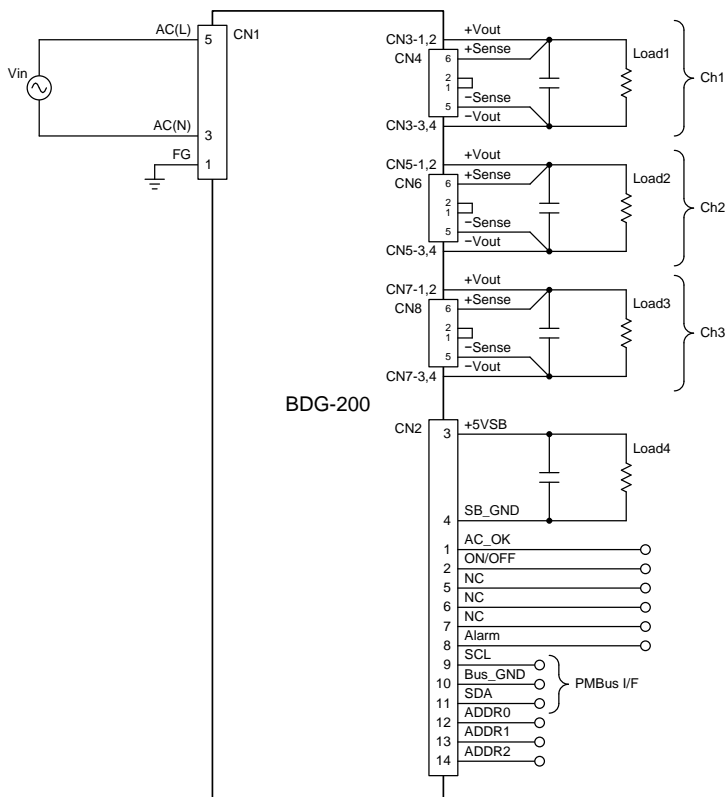 AC(L)
5
CN1
Vin
AC(N)
3
FG
1
CN3-1,2
+Vout
CN4
6
+Sense
2
1
5
−Sense
CN3-3,4
−Vout
Load1
Ch1
CN5-1,2
+Vout
CN6
6
+Sense
2
1
5
−Sense
CN5-3,4
−Vout
Load2
Ch2
CN7-1,2
+Vout
CN8
6
+Sense
2
1
5
−Sense
CN7-3,4
−Vout
Load3
Ch3
BDG-200
CN2
3
+5VSB
Load4
4
SB_GND
1
AC_OK
2
ON/OFF
5
NC
6
NC
7
NC
8
Alarm
9
SCL
10
Bus_GND
11
SDA
PMBus I/F
12
ADDR0
13
ADDR1
14
ADDR2